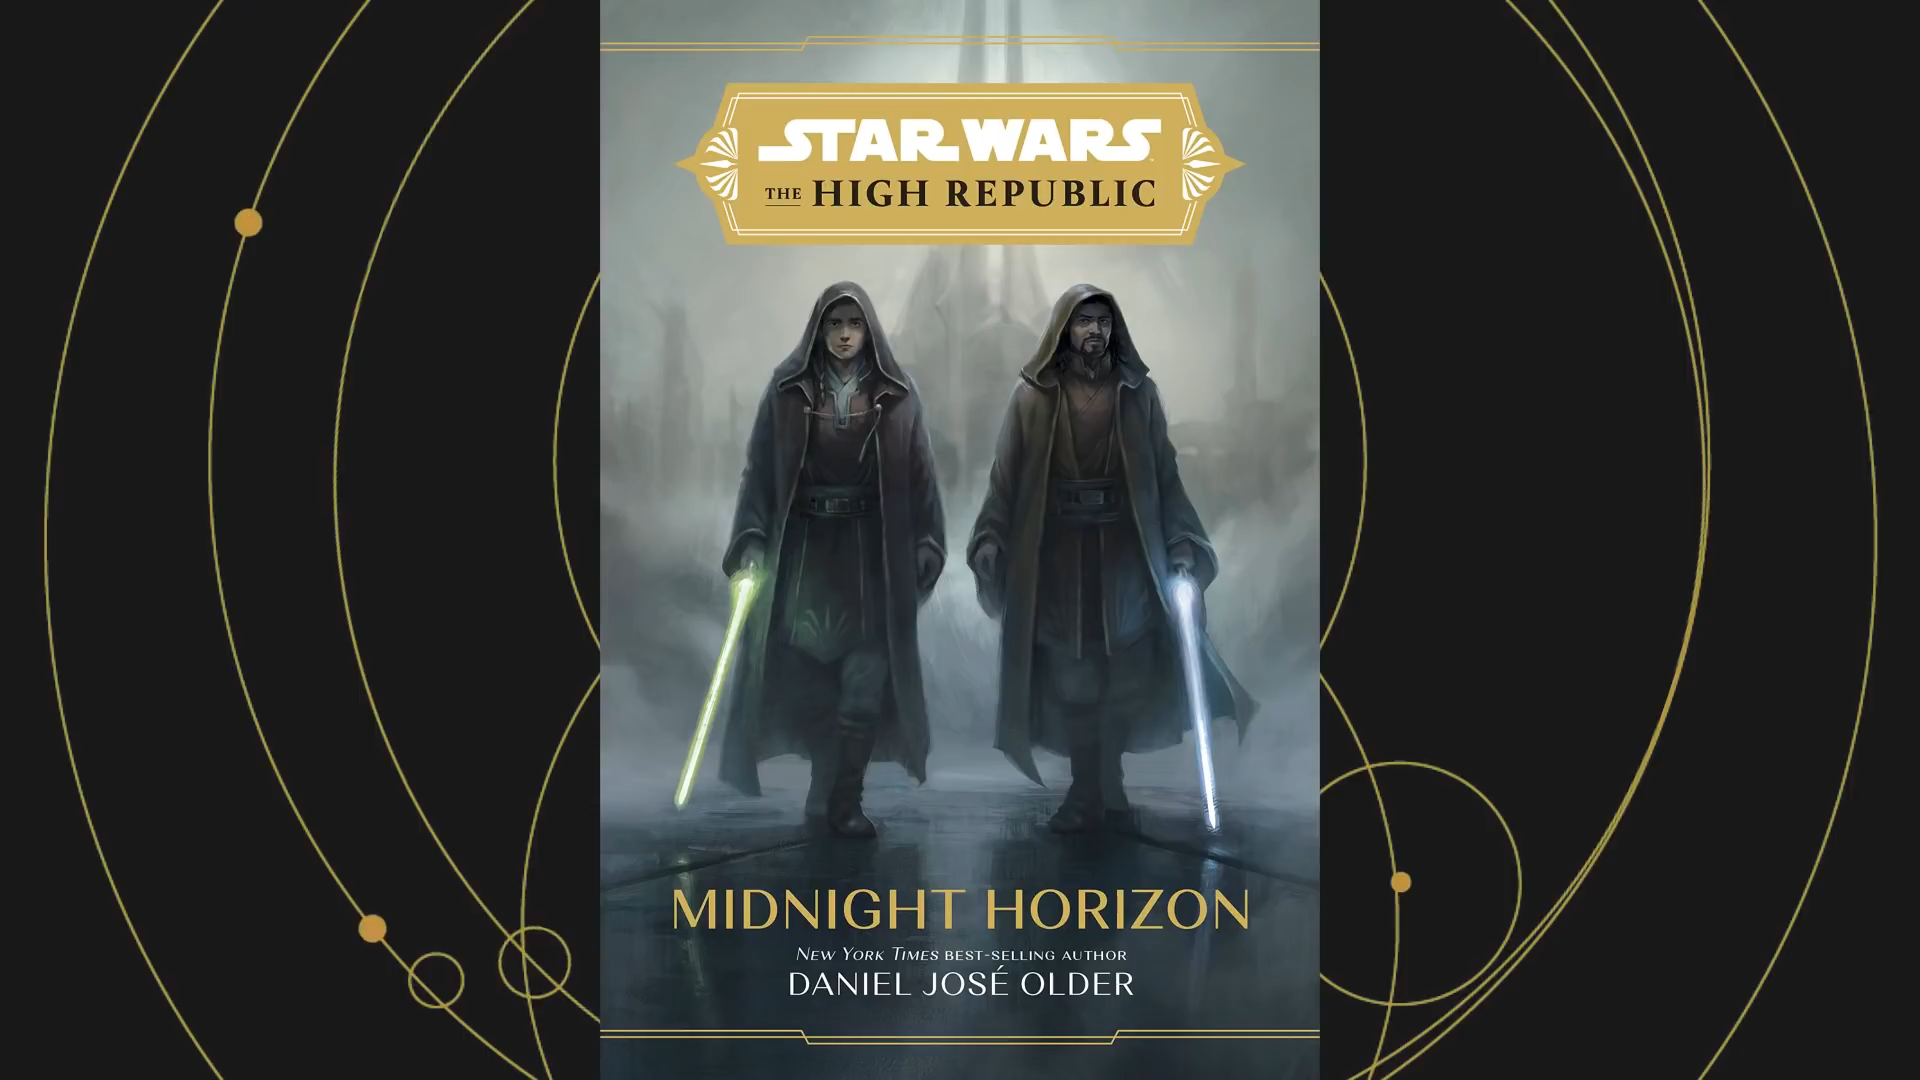 STAR WARS
THE HIGH REPUBLIC
MIDNIGHT HORIZON
NEW YORK TIMES BEST-SELLING AUTHOR
DANIEL JOSÉ OLDER